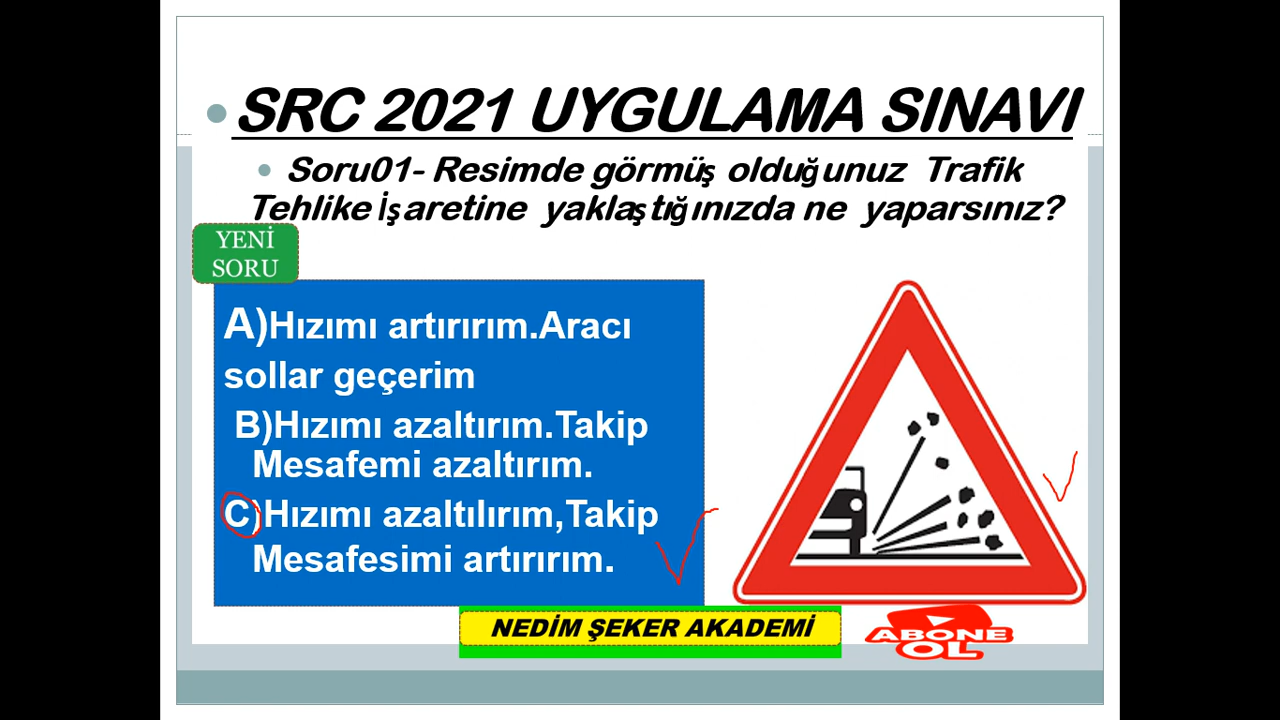 SRC 2021 UYGULAMA SINAVI
Soru01- Resimde görmüş olduğunuz Trafik
Tehlike İşaretine yaklaştığınızda ne yaparsınız?
YENİ
SORU
A)Hızımı artırırım.Aracı
sollar geçerim
B)Hızımı azaltırım.Takip
Mesafemi azaltırım.
C)Hızımı azaltılırım,Takip
Mesafesimi artırırım.
NEDİM ŞEKER AKADEMİ
ABONE
OL